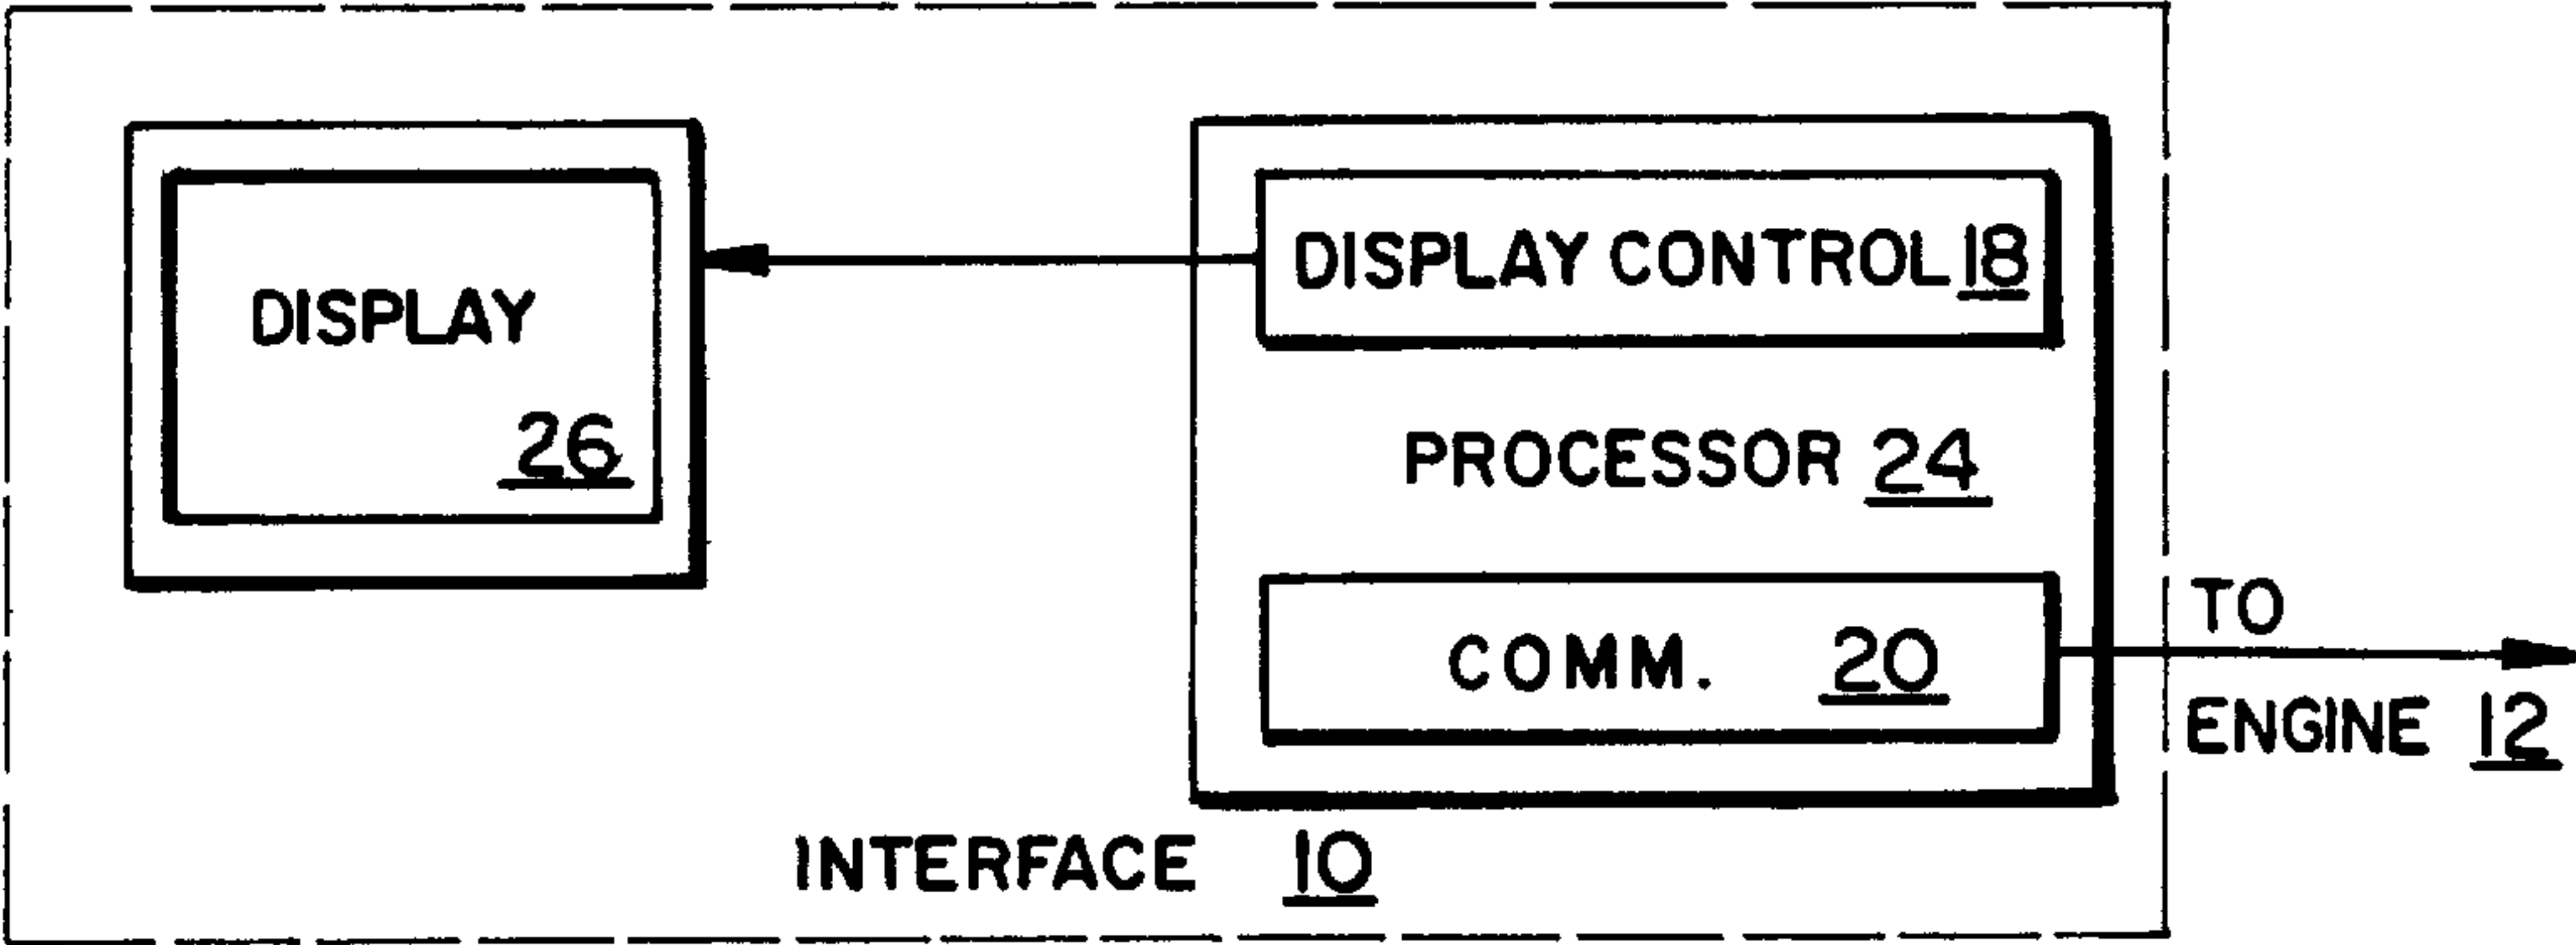 DISPLAY
26
DISPLAY CONTROL 18
PROCESSOR 24
COMM. 20
TO
ENGINE 12
INTERFACE 10